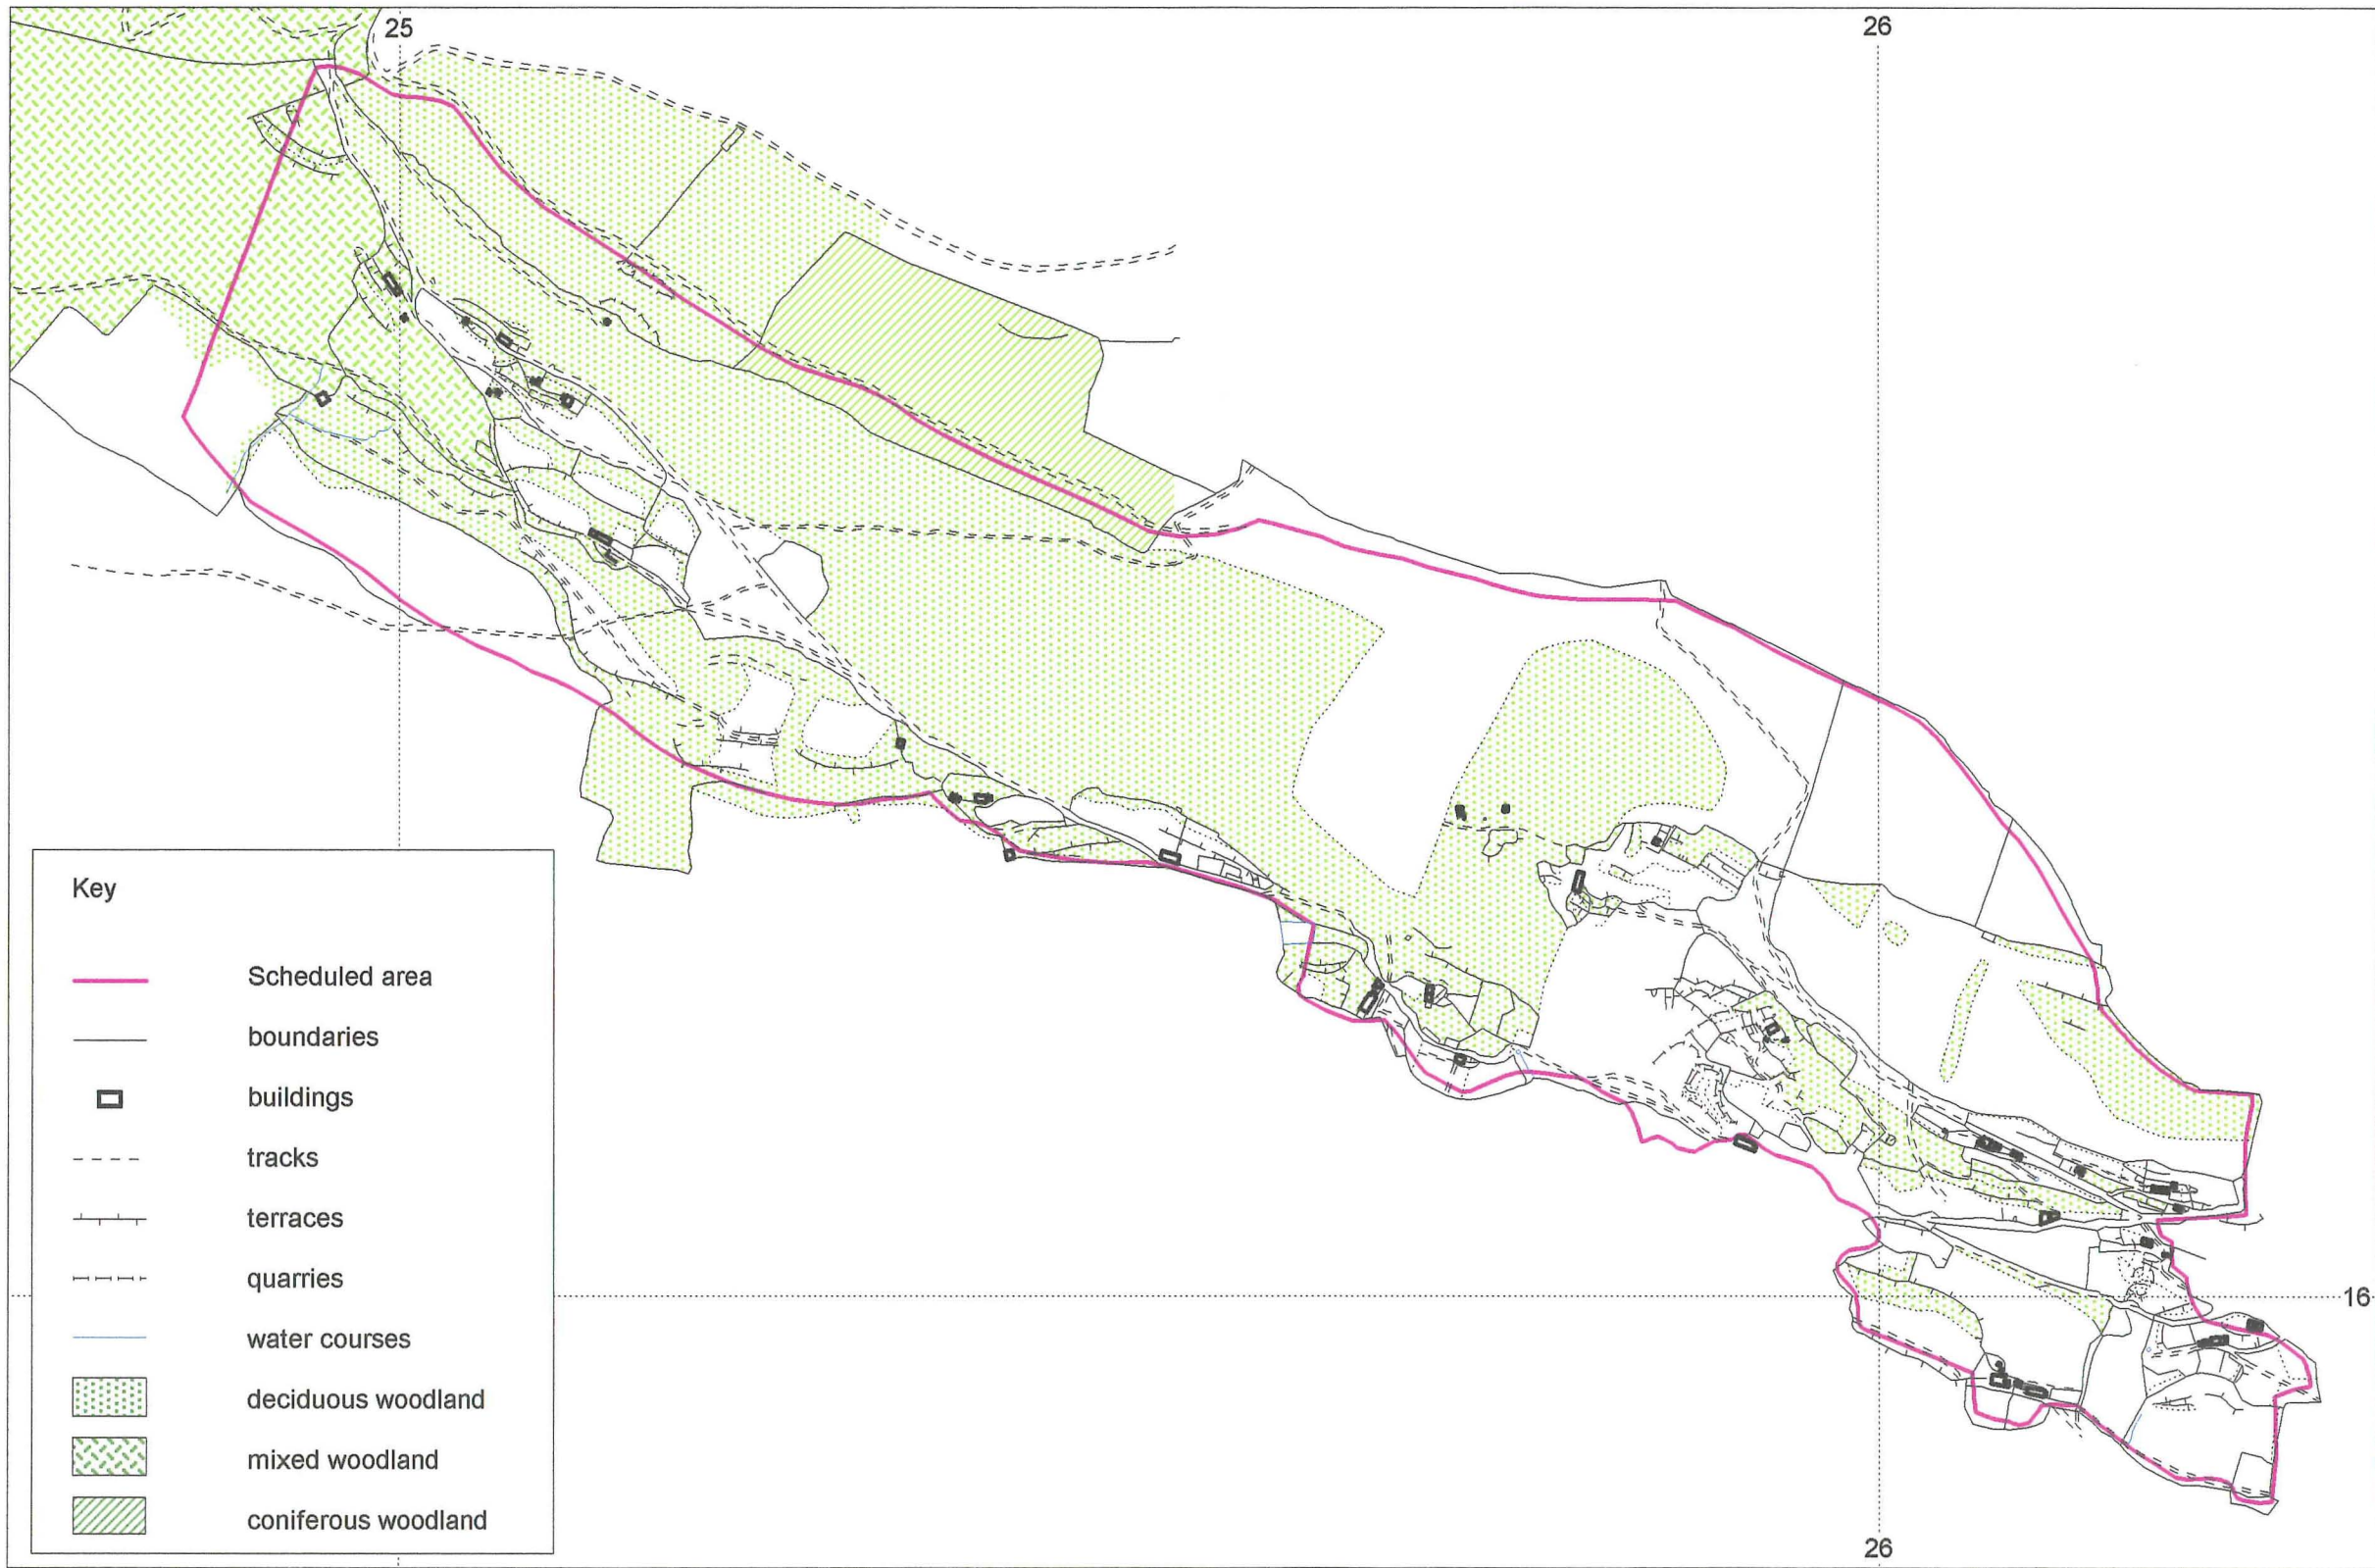 25
26
Key
Scheduled area
boundaries
buildings
tracks
terraces
quarries
water courses
deciduous woodland
mixed woodland
coniferous woodland
16
26